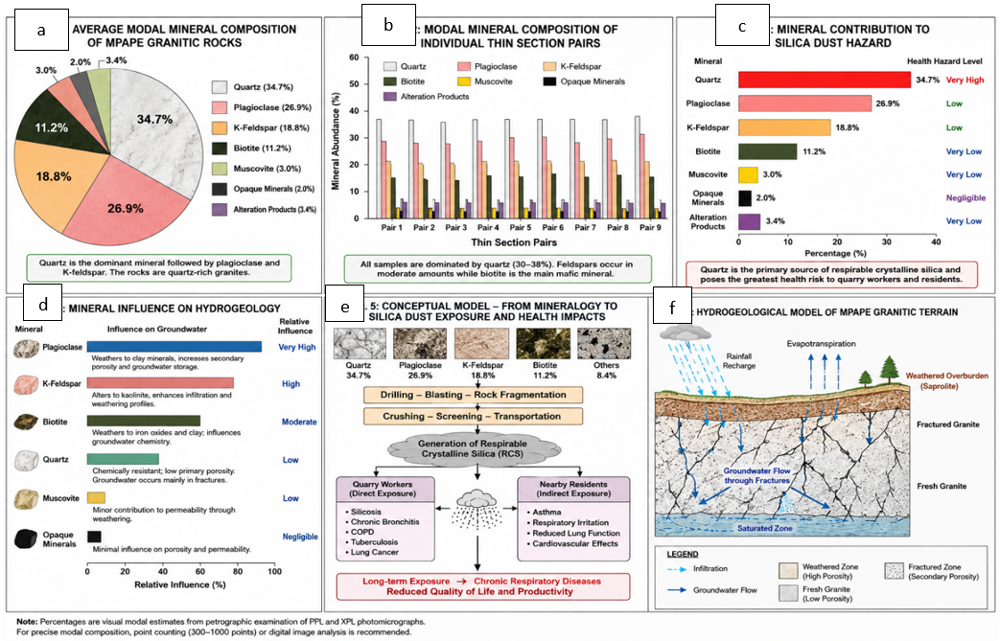 a
AVERAGE MODAL MINERAL COMPOSITION
OF MPAPE GRANITIC ROCKS
3.0%
2.0%
3.4%
11.2%
34.7%
18.8%
26.9%
Quartz (34.7%)
Plagioclase (26.9%)
K-Feldspar (18.8%)
Biotite (11.2%)
Muscovite (3.0%)
Opaque Minerals (2.0%)
Alteration Products (3.4%)
Quartz is the dominant mineral followed by plagioclase and
K-feldspar. The rocks are quartz-rich granites.
b
2: MODAL MINERAL COMPOSITION OF
INDIVIDUAL THIN SECTION PAIRS
Quartz
Plagioclase
K-Feldspar
Biotite
Muscovite
Opaque Minerals
Alteration Products
Mineral Abundance (%)
60
50
40
30
20
10
0
Pair 1 Pair 2 Pair 3 Pair 4 Pair 5 Pair 6 Pair 7 Pair 8 Pair 9
Thin Section Pairs
All samples are dominated by quartz (30–38%). Feldspars occur in
moderate amounts while biotite is the main mafic mineral.
c
: MINERAL CONTRIBUTION TO
SILICA DUST HAZARD
Mineral Health Hazard Level
Quartz 34.7% Very High
Plagioclase 26.9% Low
K-Feldspar 18.8% Low
Biotite 11.2% Very Low
Muscovite 3.0% Very Low
Opaque
Minerals 2.0% Negligible
Alteration
Products 3.4% Very Low
0 10 20 30 40
Percentage (%)
Quartz is the primary source of respirable crystalline silica and
poses the greatest health risk to quarry workers and residents.
d
: MINERAL INFLUENCE ON HYDROGEOLOGY
Mineral
Influence on Groundwater
Relative
Influence
Plagioclase
Very High
Weathers to clay minerals, increases secondary
porosity and groundwater storage.
K-Feldspar
High
Alters to kaolinite, enhances infiltration and
weathering profiles.
Biotite
Moderate
Weathers to iron oxides and clay; influences
groundwater chemistry.
Quartz
Low
Chemically resistant; low primary porosity.
Groundwater occurs mainly in fractures.
Muscovite
Low
Minor contribution to permeability through
weathering.
Opaque
Minerals
Negligible
Minimal influence on porosity and permeability.
0 20 40 60 80 100
Relative Influence (%)
e
L 5: CONCEPTUAL MODEL – FROM MINERALOGY TO
SILICA DUST EXPOSURE AND HEALTH IMPACTS
Quartz Plagioclase K-Feldspar Biotite Others
34.7% 26.9% 18.8% 11.2% 8.4%
Drilling – Blasting – Rock Fragmentation
Crushing – Screening – Transportation
Generation of Respirable
Crystalline Silica (RCS)
Quarry Workers
(Direct Exposure)
• Silicosis
• Chronic Bronchitis
• COPD
• Tuberculosis
• Lung Cancer
Nearby Residents
(Indirect Exposure)
• Asthma
• Respiratory Irritation
• Reduced Lung Function
• Cardiovascular Effects
Long-term Exposure → Chronic Respiratory Diseases
Reduced Quality of Life and Productivity
f
: HYDROGEOLOGICAL MODEL OF MPAPE GRANITIC TERRAIN
Evapotranspiration
Rainfall
Recharge
Weathered Overburden
(Saprolite)
Fractured Granite
Groundwater Flow
through Fractures
Fresh Granite
Saturated Zone
LEGEND
Infiltration
Groundwater Flow
Weathered Zone
(High Porosity)
Fresh Granite
(Low Porosity)
Fractured Zone
(Secondary Porosity)
Note: Percentages are visual modal estimates from petrographic examination of PPL and XPL photomicrographs.
For precise modal composition, point counting (300–1000 points) or digital image analysis is recommended.